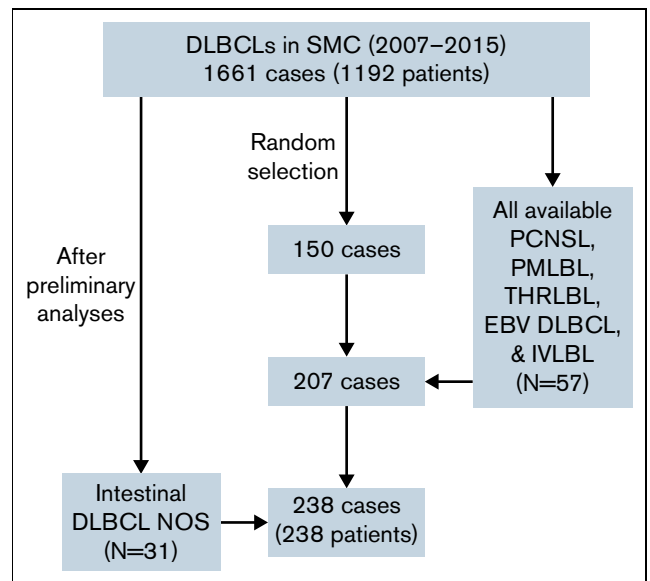 DLBCLs in SMC (2007–2015)
1661 cases (1192 patients)
Random
selection
All available
PCNSL,
PMLBL,
THRLBL,
EBV DLBCL,
& IVLBL
(N=57)
150 cases
After
preliminary
analyses
207 cases
Intestinal
DLBCL NOS
(N=31)
238 cases
(238 patients)